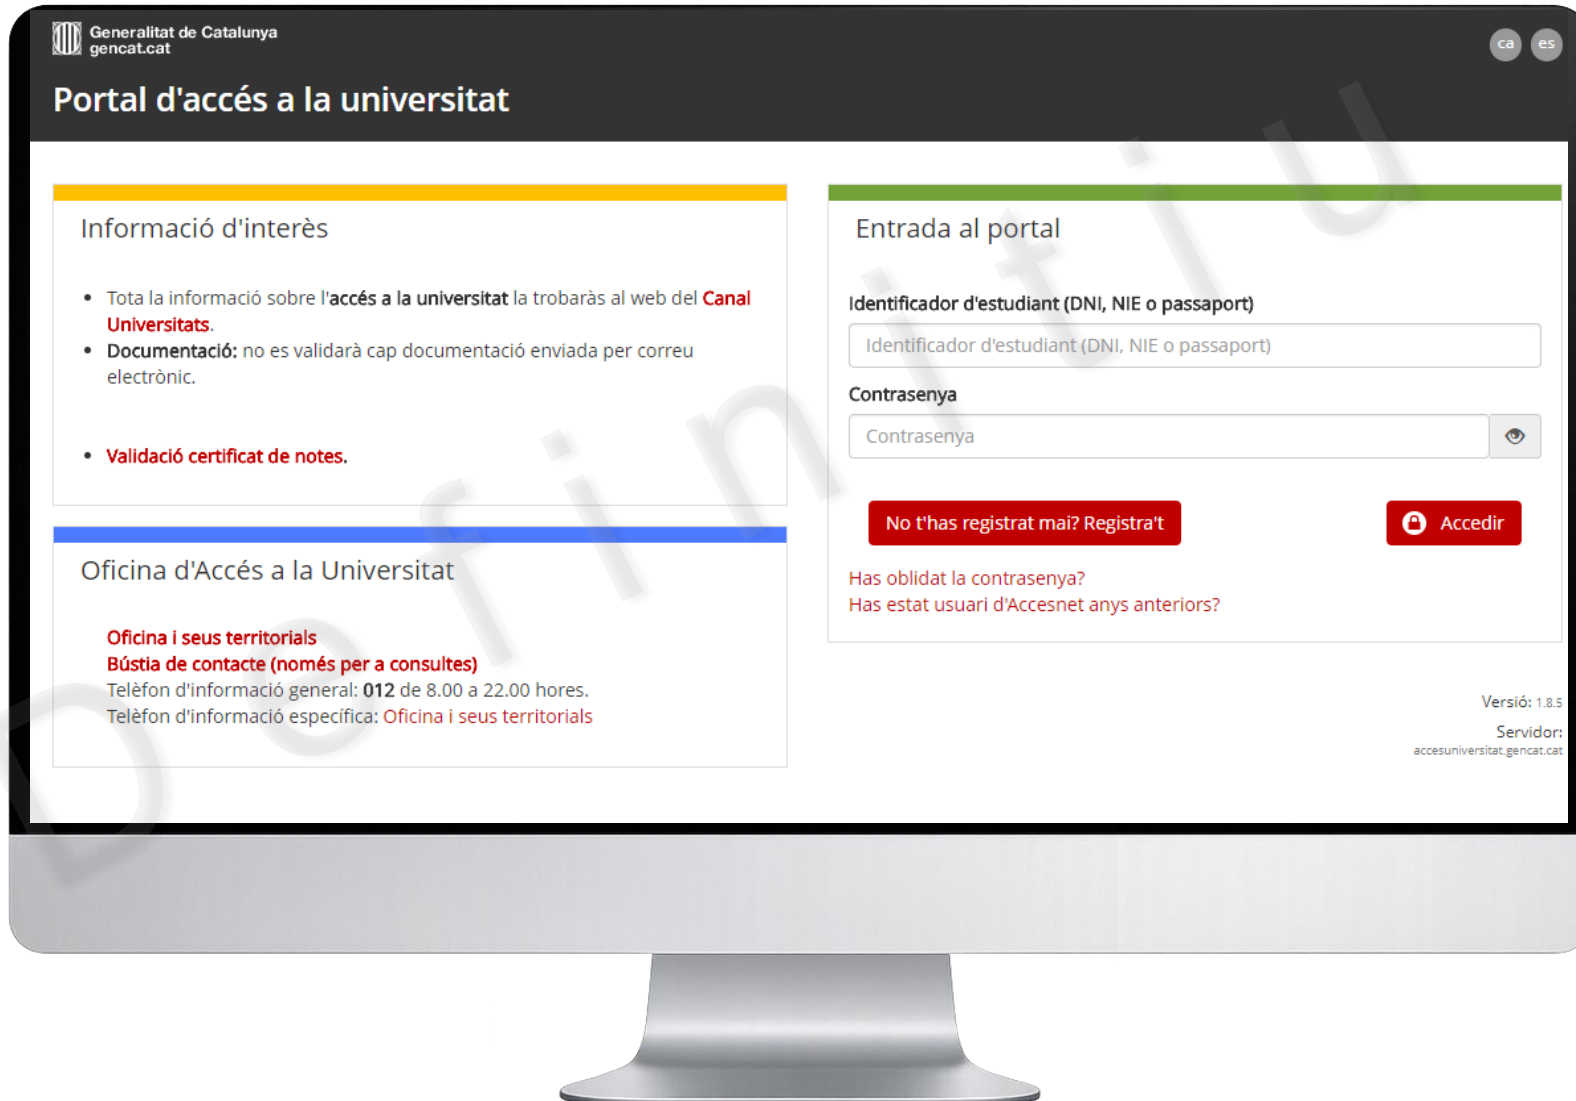 Generalitat de Catalunya
gencat.cat
ca es
Portal d'accés a la universitat
Informació d'interès
Tota la informació sobre l'accés a la universitat la trobaràs al web del Canal
Universitats.
Documentació: no es validarà cap documentació enviada per correu
electrònic.
Validació certificat de notes.
Oficina d'Accés a la Universitat
Oficina i seus territorials
Bústia de contacte (només per a consultes)
Telèfon d'informació general: 012 de 8.00 a 22.00 hores.
Telèfon d'informació específica: Oficina i seus territorials
Entrada al portal
Identificador d'estudiant (DNI, NIE o passaport)
Identificador d'estudiant (DNI, NIE o passaport)
Contrasenya
Contrasenya
No t'has registrat mai? Registra't
Accedir
Has oblidat la contrasenya?
Has estat usuari d'Accesnet anys anteriors?
Versió: 1.8.5
Servidor:
accesuniversitat.gencat.cat
Definitiu